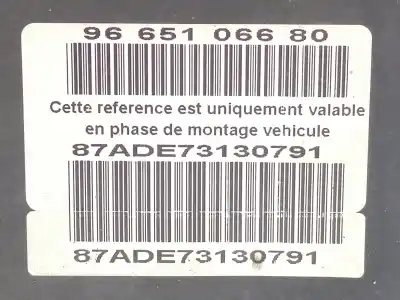 96 651 066 80
Cette reference est uniquement valable
en phase de montage vehicule
87ADE73130791
87ADE73130791